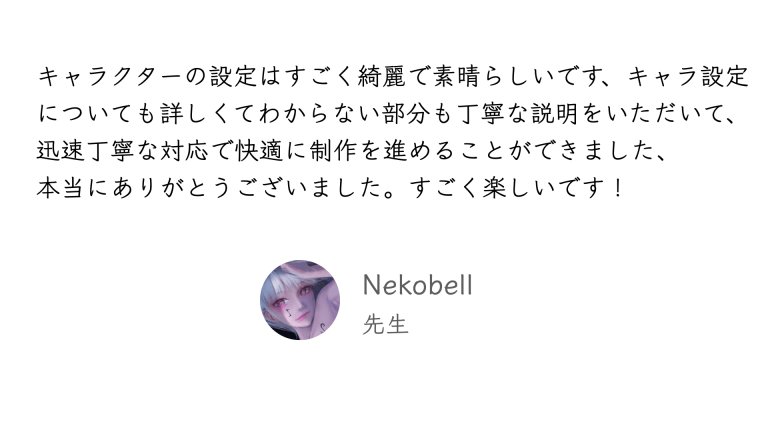 キャラクターの設定はすごく綺麗で素晴らしいです、キャラ設定
についても詳しくてわからない部分も丁寧な説明をいただいて、
迅速丁寧な対応で快適に制作を進めることができました、
本当にありがとうございました。すごく楽しいです！
Nekobell
先生